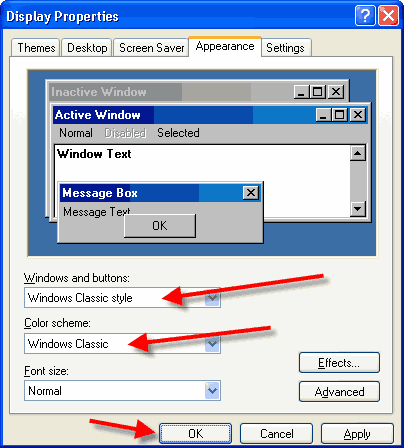 Display Properties
Themes Desktop Screen Saver Appearance Settings
Inactive Window
Active Window
Normal Disabled Selected
Window Text
Message Box
Message Text
OK
Windows and buttons:
Windows Classic style
Color scheme:
Windows Classic
Effects...
Font size:
Normal
Advanced
OK Cancel Apply